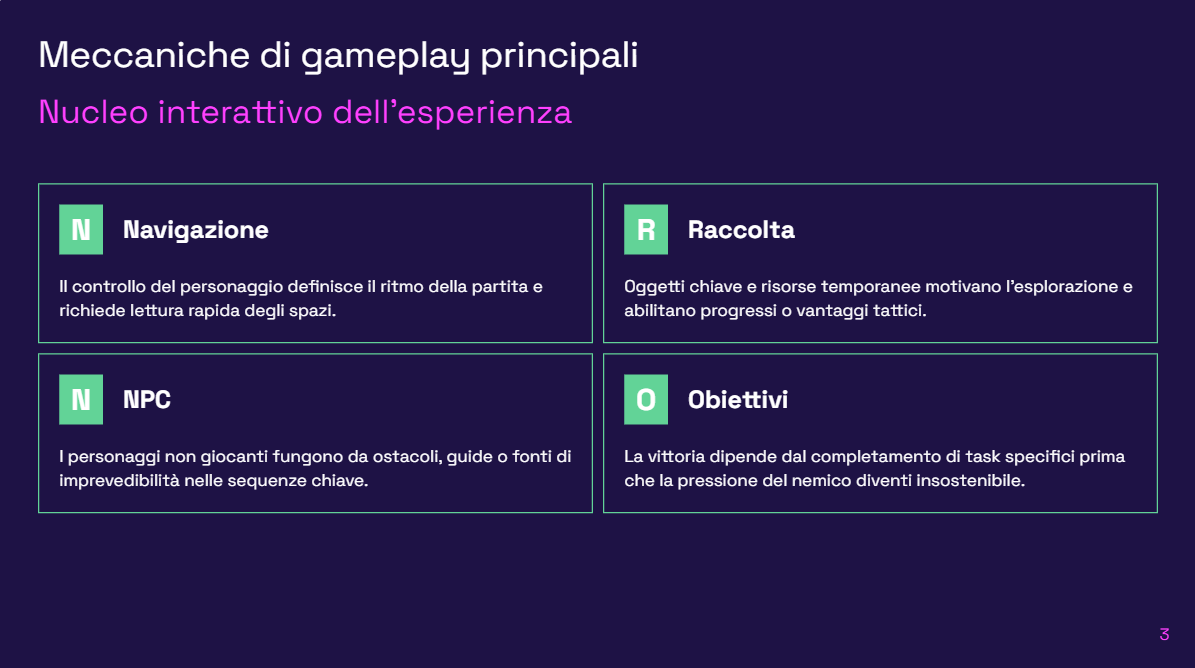 Meccaniche di gameplay principali
Nucleo interattivo dell’esperienza
N Navigazione
Il controllo del personaggio definisce il ritmo della partita e
richiede lettura rapida degli spazi.
R Raccolta
Oggetti chiave e risorse temporanee motivano l’esplorazione e
abilitano progressi o vantaggi tattici.
N NPC
I personaggi non giocanti fungono da ostacoli, guide o fonti di
imprevedibilità nelle sequenze chiave.
O Obiettivi
La vittoria dipende dal completamento di task specifici prima
che la pressione del nemico diventi insostenibile.
3